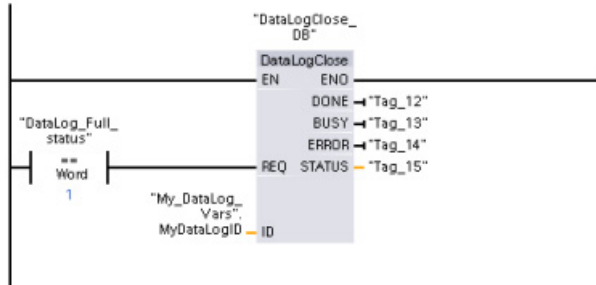 "DataLogClose_
DB"
DataLogClose
EN ENO
DONE "Tag_12"
BUSY "Tag_13"
ERROR "Tag_14"
"DataLog_Full_
status"
==
Word
1
REQ STATUS "Tag_15"
"My_DataLog_
Vars".
MyDataLogID ID